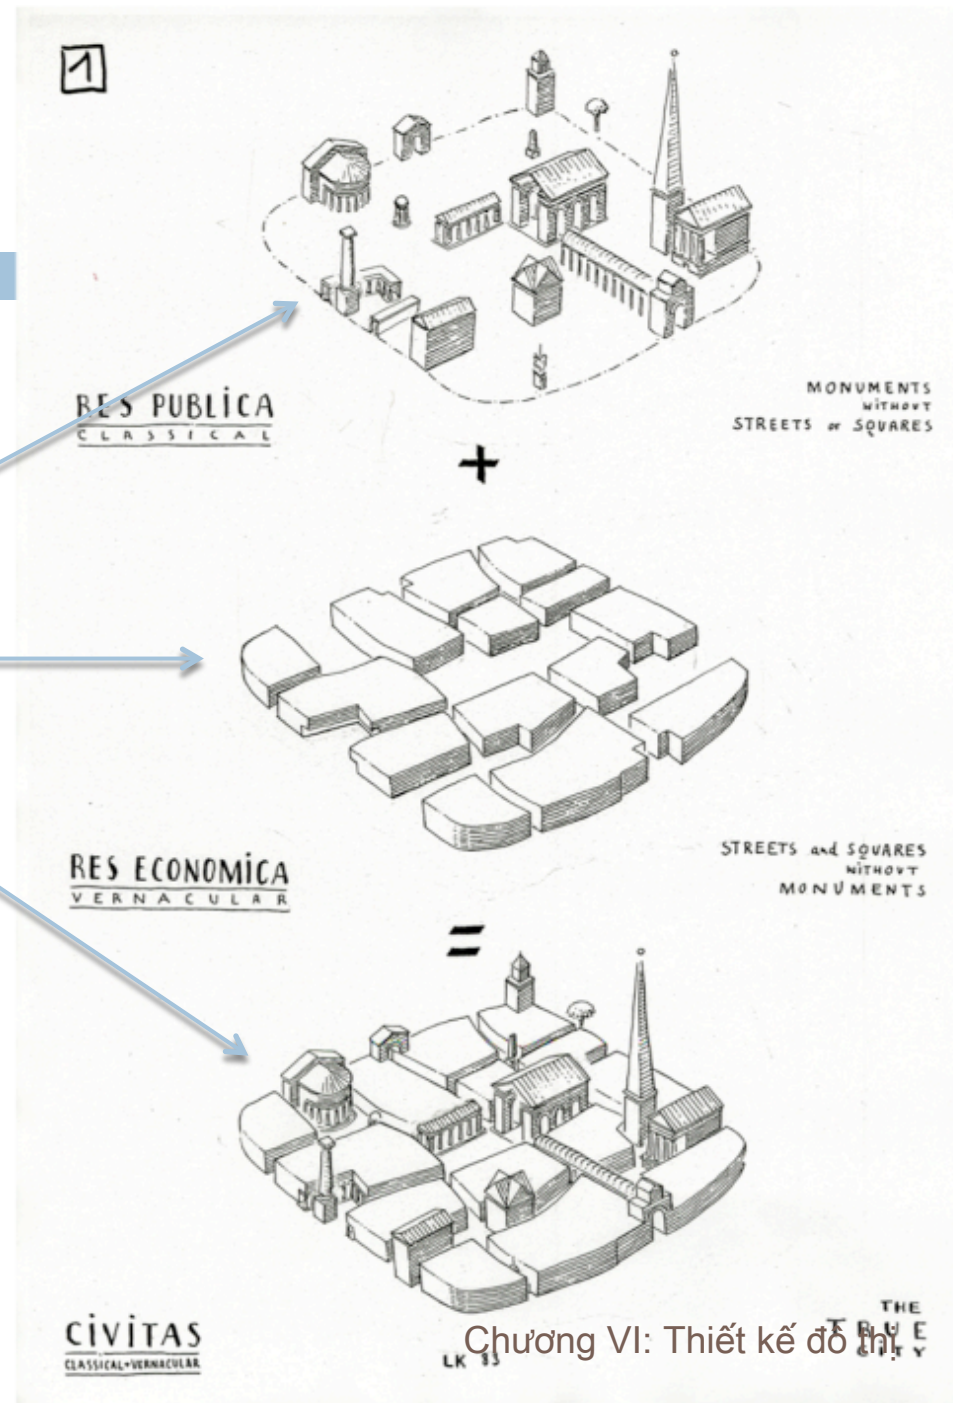 1
RES PUBLICA
CLASSICAL
MONUMENTS
WITHOUT
STREETS or SQUARES
+
RES ECONOMICA
VERNACULAR
STREETS and SQUARES
WITHOUT
MONUMENTS
=
CIVITAS
CLASSICAL+VERNACULAR
LK 83
THE
TRUE
CITY
Chương VI: Thiết kế đô thị